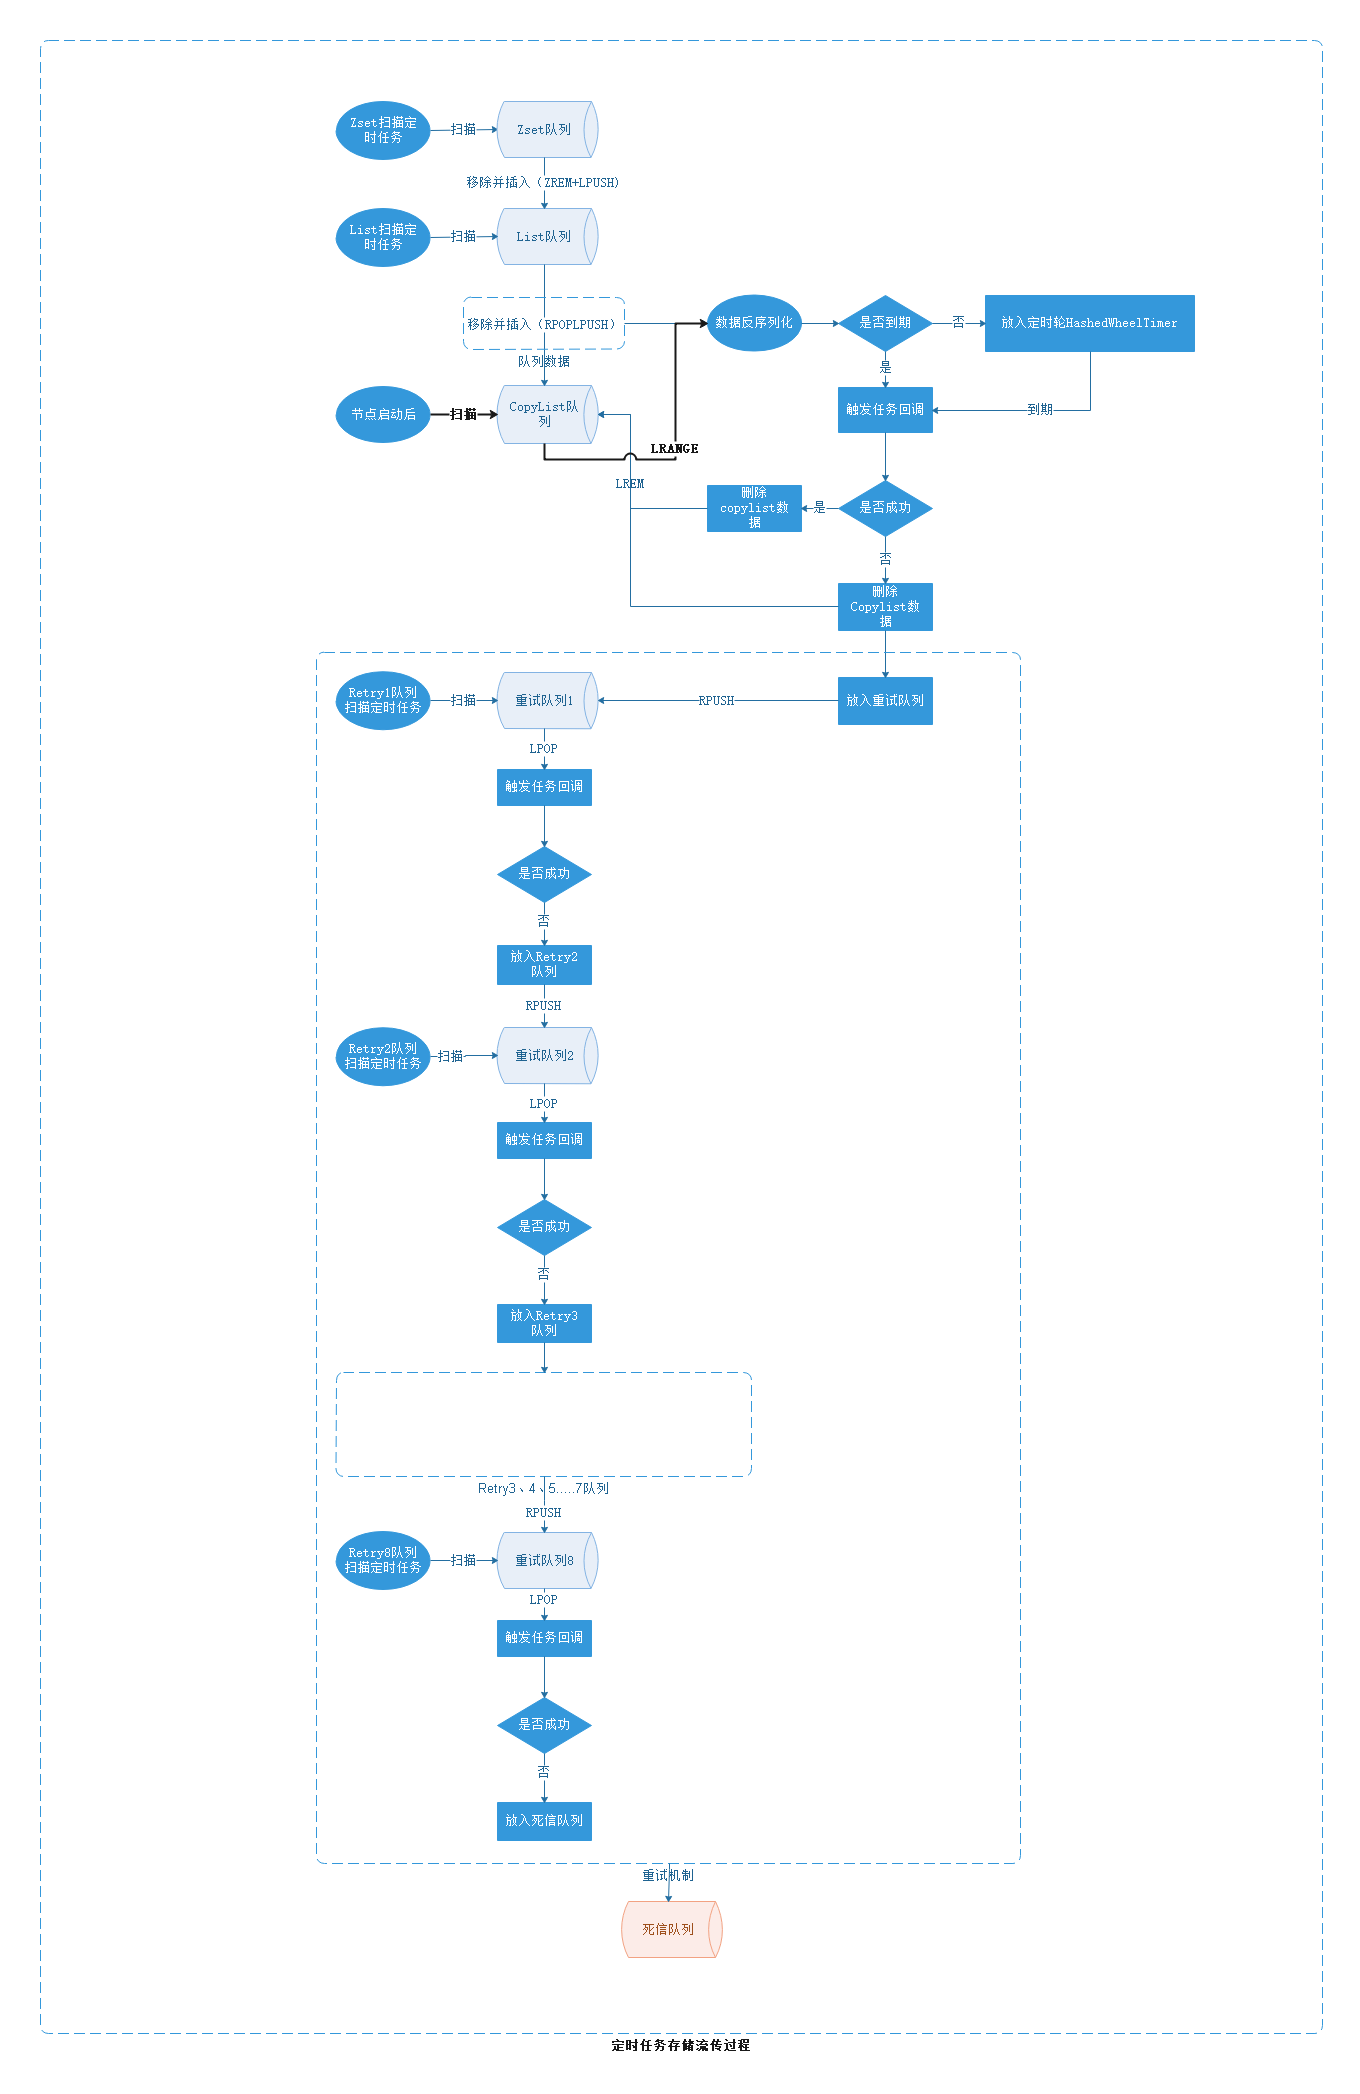 Zset扫描定
时任务
扫描
Zset队列
移除并插入（ZREM+LPUSH）
List扫描定
时任务
扫描
List队列
移除并插入（RPOPLPUSH）
队列数据
数据反序列化
是否到期
否
放入定时轮HashedWheelTimer
是
节点启动后
扫描
CopyList队
列
触发任务回调
到期
LRANGE
LREM
删除
copylist数
据
是
是否成功
否
删除
Copylist数
据
Retry1队列
扫描定时任务
扫描
重试队列1
RPUSH
放入重试队列
LPOP
触发任务回调
是否成功
否
放入Retry2
队列
RPUSH
Retry2队列
扫描定时任务
扫描
重试队列2
LPOP
触发任务回调
是否成功
否
放入Retry3
队列
Retry3、4、5.....7队列
RPUSH
Retry8队列
扫描定时任务
扫描
重试队列8
LPOP
触发任务回调
是否成功
否
放入死信队列
重试机制
死信队列
定时任务存储流传过程